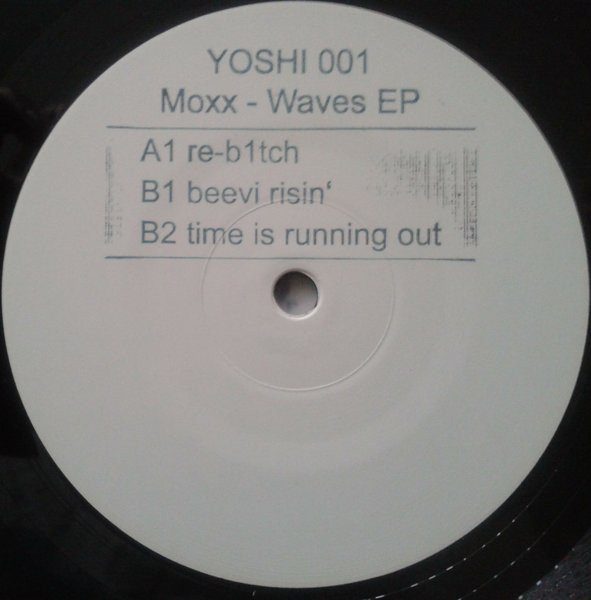 YOSHI 001
Moxx - Waves EP
A1 re-b1tch
B1 beevi risin‘
B2 time is running out